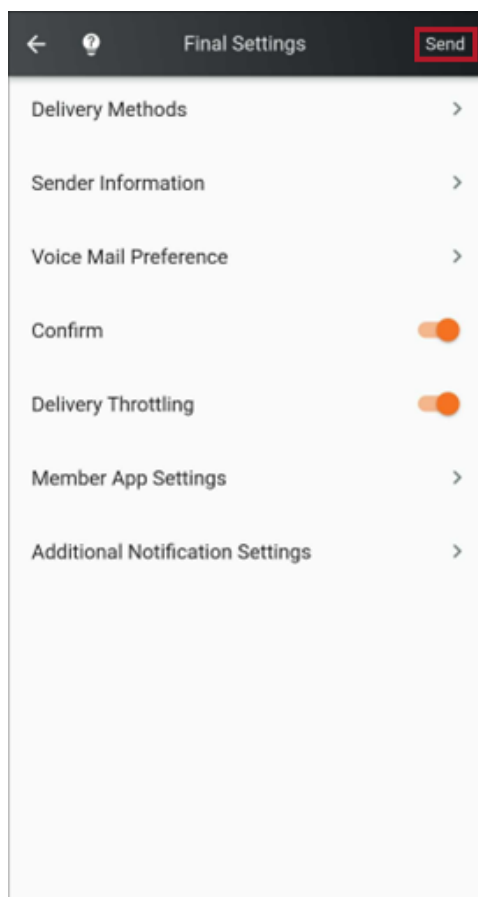 Final Settings Send
Delivery Methods
Sender Information
Voice Mail Preference
Confirm
Delivery Throttling
Member App Settings
Additional Notification Settings